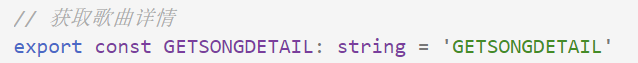 // 获取歌曲详情
export const GETSONGDETAIL: string = 'GETSONGDETAIL'